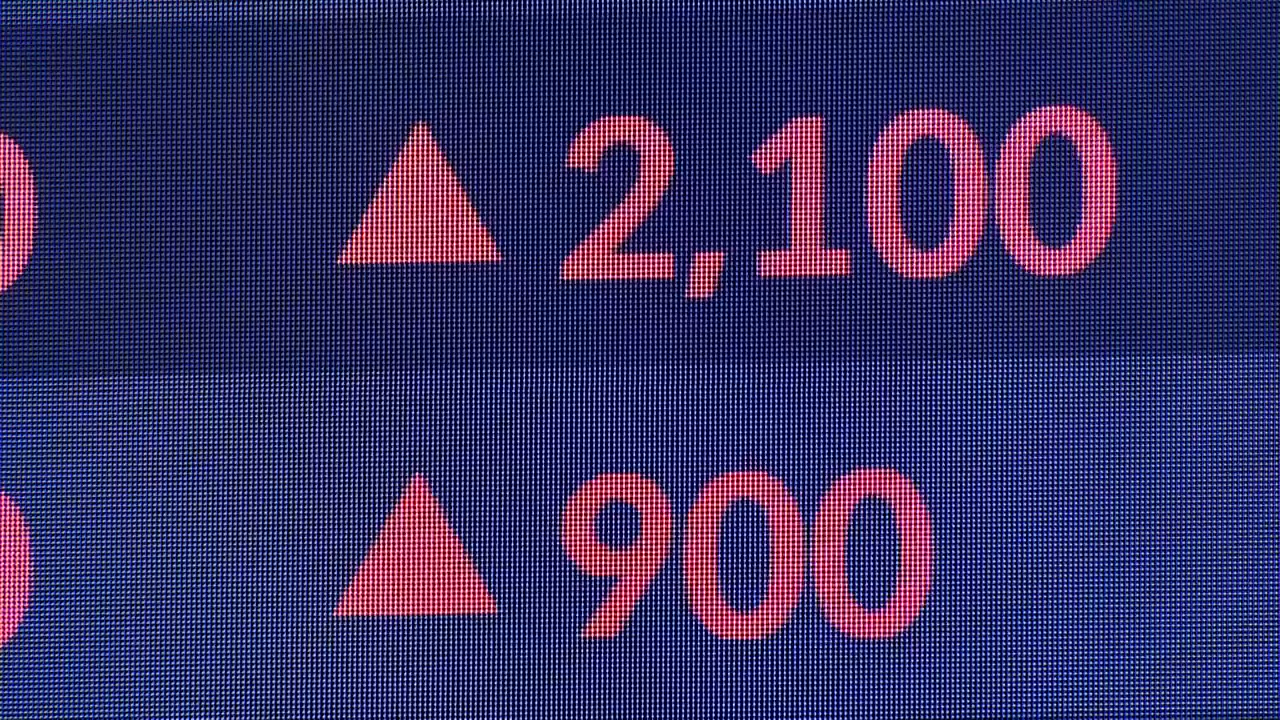 ▲ 2,100
▲ 900